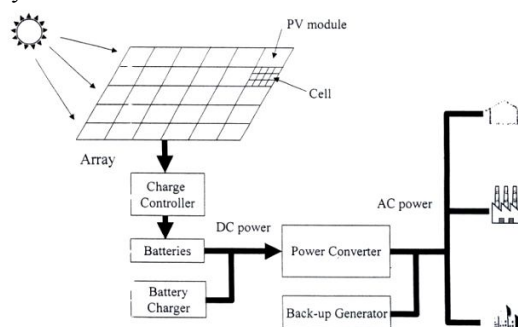 PV module
Cell
Array
Charge
Controller
DC power
AC power
Batteries
Power Converter
Battery
Charger
Back-up Generator